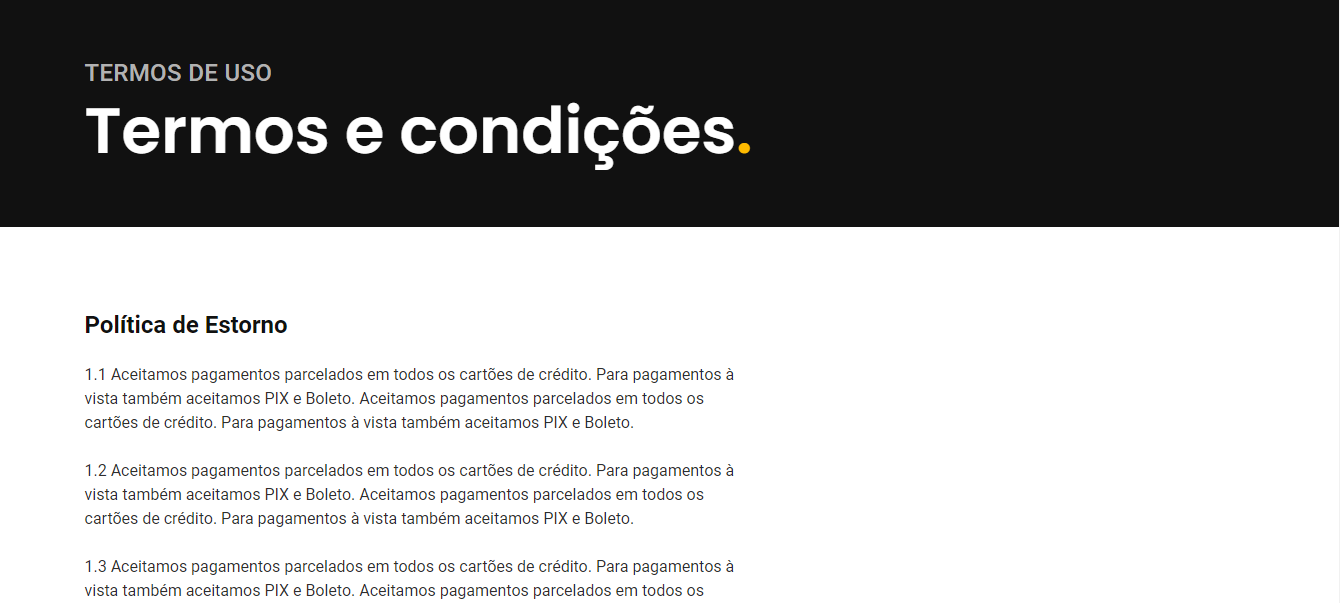 TERMOS DE USO
Termos e condições.
Política de Estorno
1.1 Aceitamos pagamentos parcelados em todos os cartões de crédito. Para pagamentos à
vista também aceitamos PIX e Boleto. Aceitamos pagamentos parcelados em todos os
cartões de crédito. Para pagamentos à vista também aceitamos PIX e Boleto.
1.2 Aceitamos pagamentos parcelados em todos os cartões de crédito. Para pagamentos à
vista também aceitamos PIX e Boleto. Aceitamos pagamentos parcelados em todos os
cartões de crédito. Para pagamentos à vista também aceitamos PIX e Boleto.
1.3 Aceitamos pagamentos parcelados em todos os cartões de crédito. Para pagamentos à
vista também aceitamos PIX e Boleto. Aceitamos pagamentos parcelados em todos os